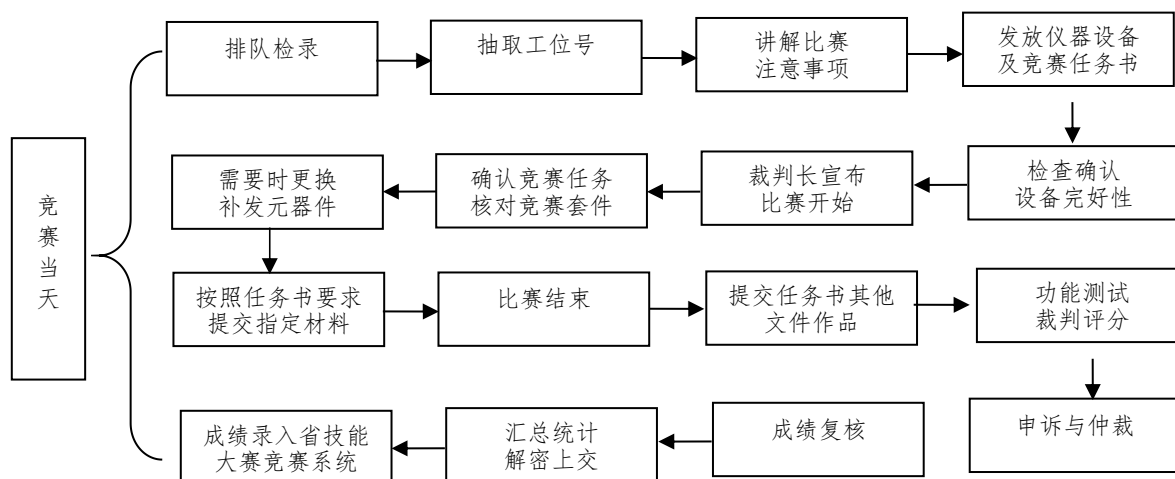 竞赛当天
排队检录
抽取工位号
讲解比赛
注意事项
发放仪器设备
及竞赛任务书
检查确认
设备完好性
裁判长宣布
比赛开始
确认竞赛任务
核对竞赛套件
需要时更换
补发元器件
按照任务书要求
提交指定材料
比赛结束
提交任务书其他
文件作品
功能测试
裁判评分
申诉与仲裁
成绩复核
汇总统计
解密上交
成绩录入省技能
大赛竞赛系统